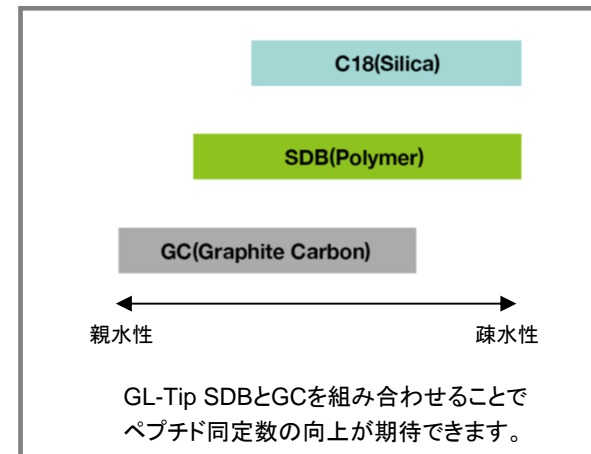 C18(Silica)
SDB(Polymer)
GC(Graphite Carbon)
親水性 疎水性
GL-Tip SDBとGCを組み合わせることで
ペプチド同定数の向上が期待できます。